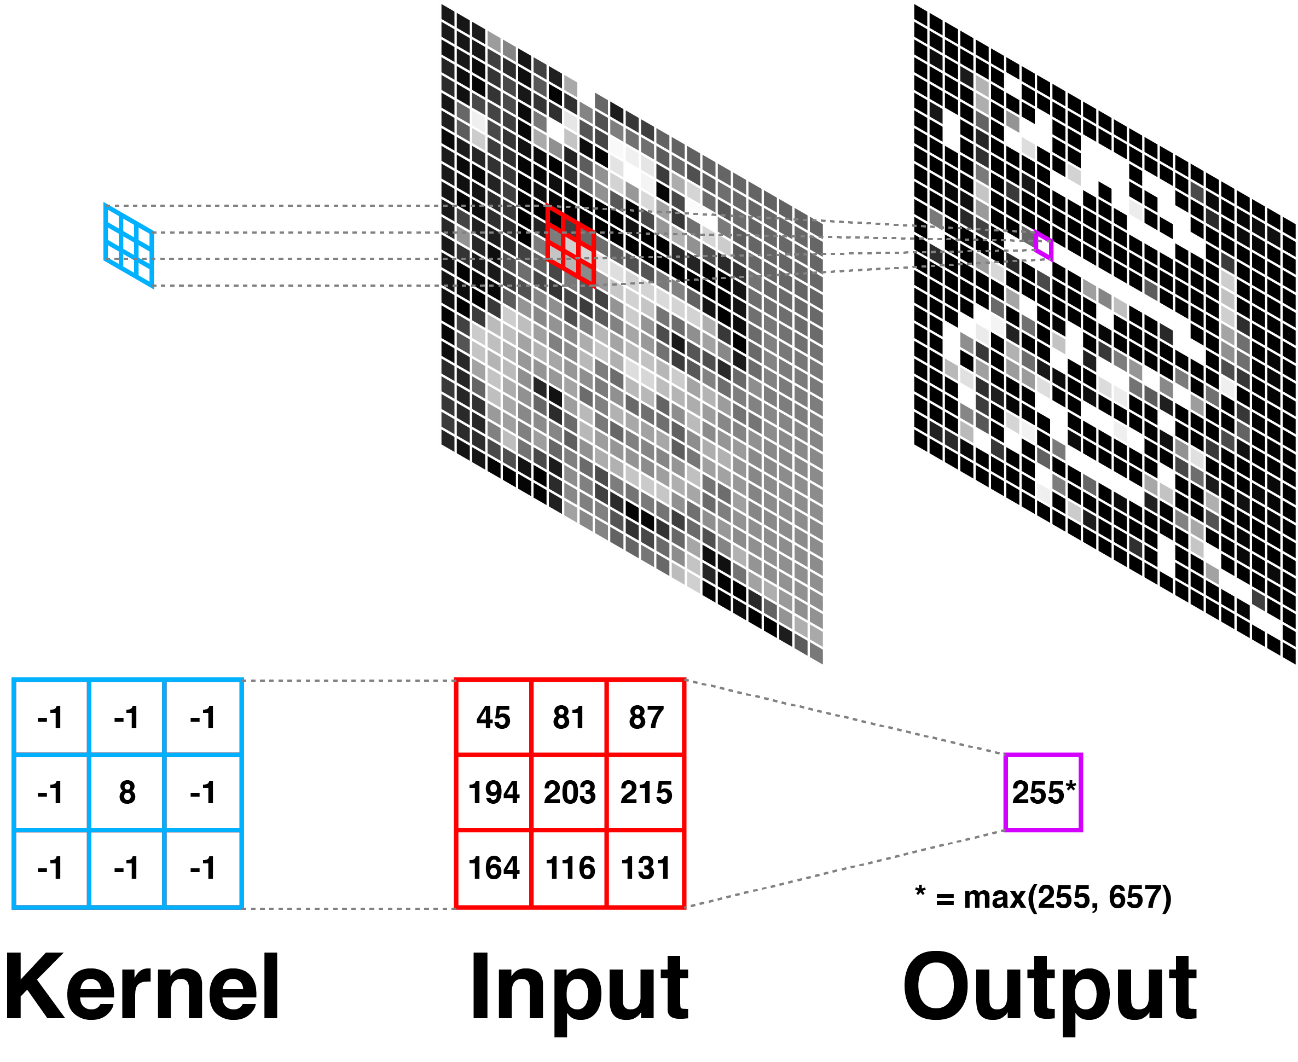 -1 -1 -1
45 81 87
-1 8 -1
194 203 215
255*
-1 -1 -1
164 116 131
* = max(255, 657)
Kernel
Input
Output